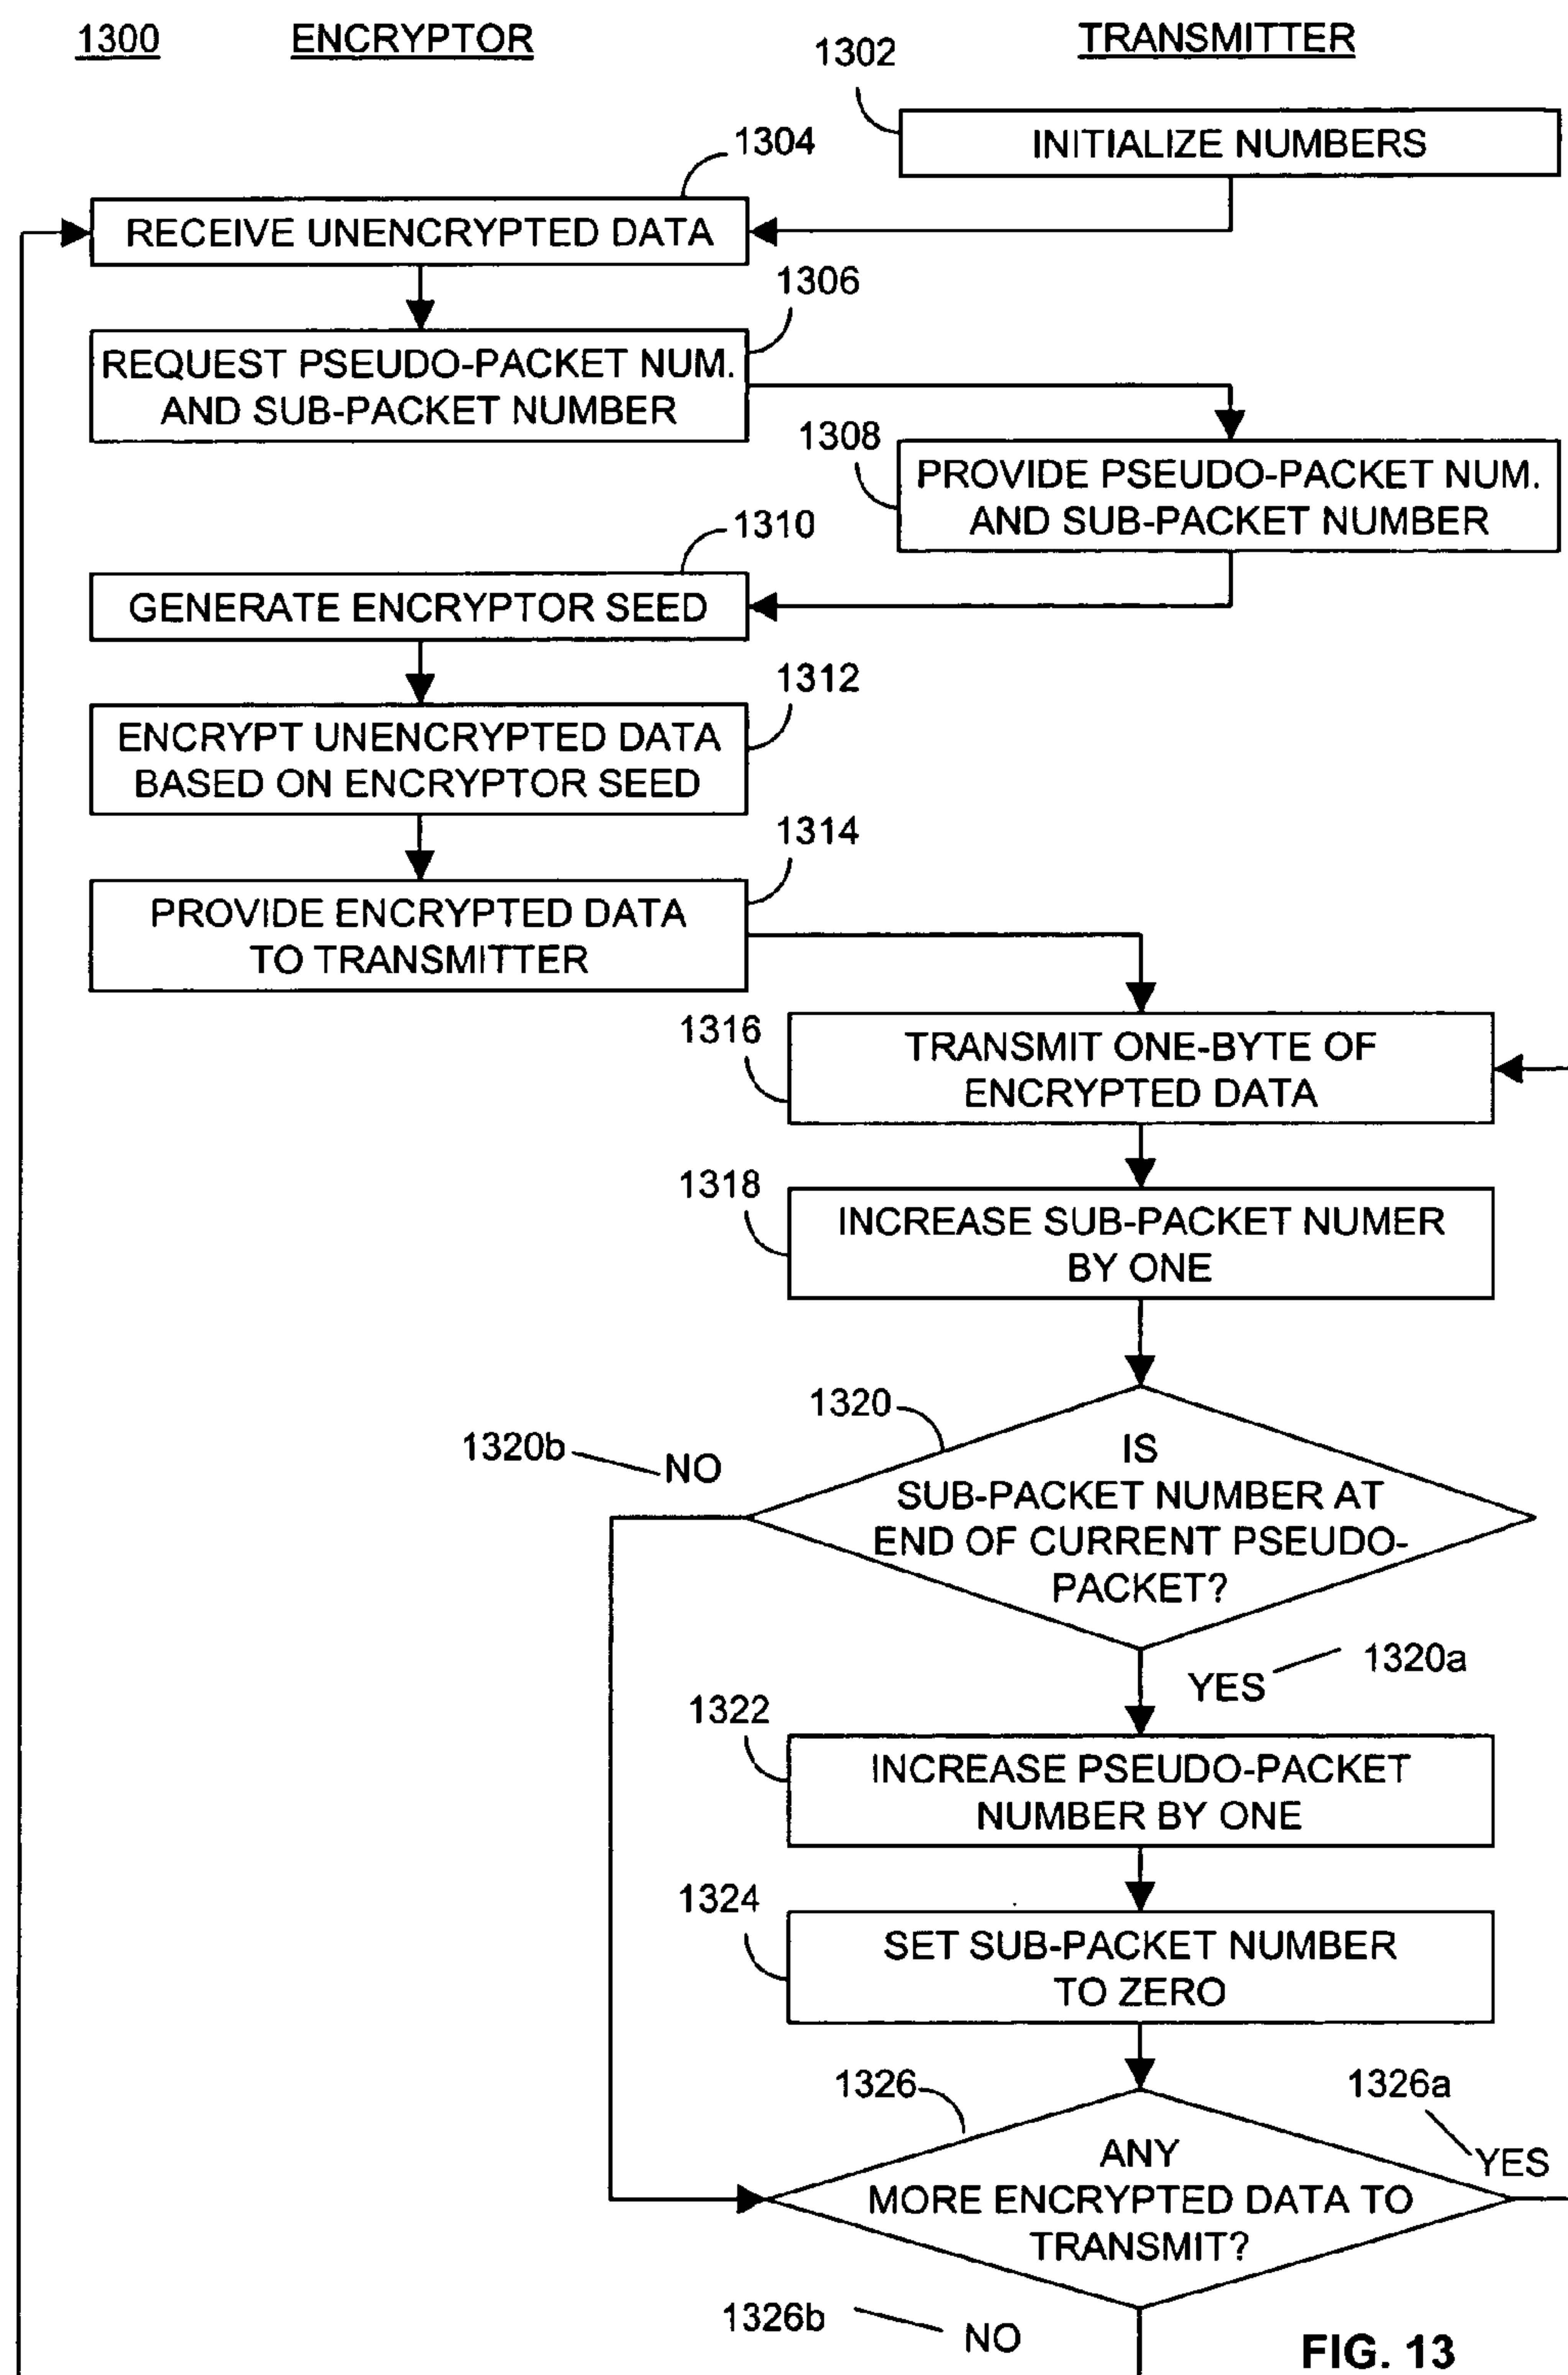 1300
ENCRYPTOR
TRANSMITTER
1302
INITIALIZE NUMBERS
1304
RECEIVE UNENCRYPTED DATA
1306
REQUEST PSEUDO-PACKET NUM.
AND SUB-PACKET NUMBER
1308
PROVIDE PSEUDO-PACKET NUM.
AND SUB-PACKET NUMBER
1310
GENERATE ENCRYPTOR SEED
1312
ENCRYPT UNENCRYPTED DATA
BASED ON ENCRYPTOR SEED
1314
PROVIDE ENCRYPTED DATA
TO TRANSMITTER
1316
TRANSMIT ONE-BYTE OF
ENCRYPTED DATA
1318
INCREASE SUB-PACKET NUMER
BY ONE
1320
1320b
NO
IS
SUB-PACKET NUMBER AT
END OF CURRENT PSEUDO-
PACKET?
1320a
YES
1322
INCREASE PSEUDO-PACKET
NUMBER BY ONE
1324
SET SUB-PACKET NUMBER
TO ZERO
1326
1326a
YES
ANY
MORE ENCRYPTED DATA TO
TRANSMIT?
1326b
NO
FIG. 13